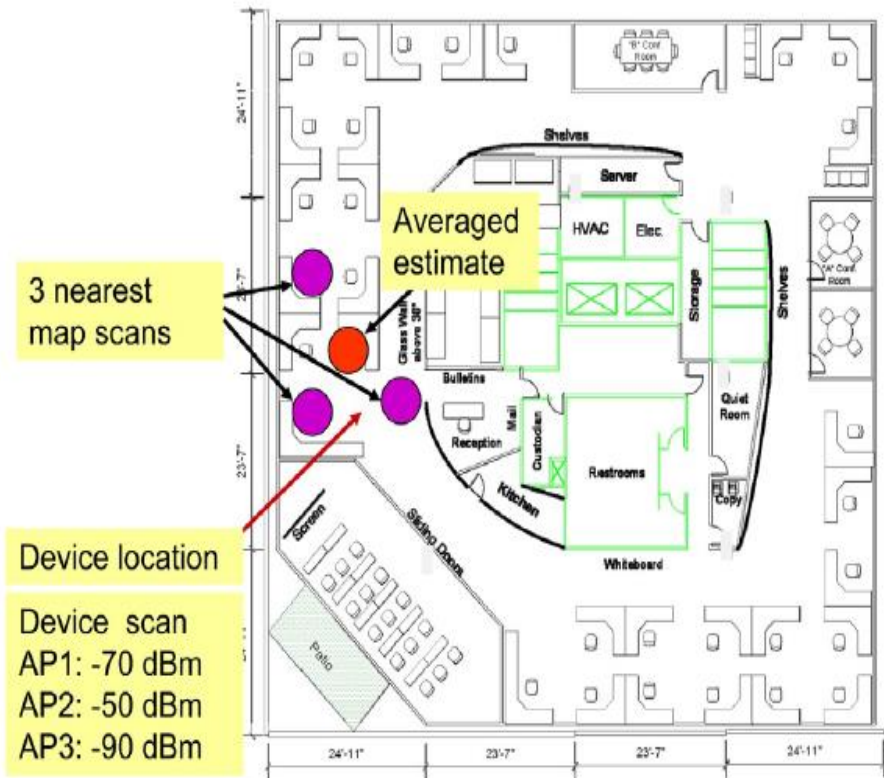 "B" Conf.
Room
24'-11"
Shelves
Server
Averaged
estimate
HVAC
Elec.
3 nearest
map scans
"A" Conf.
Room
Storage
Shelves
Glass Wall
above 36"
Bulletins
Quiet
Room
Mail
Reception
Custodian
Restrooms
23'-7"
Kitchen
Copy
Screen
Sliding Doors
Whiteboard
Device location
Device scan
AP1: -70 dBm
AP2: -50 dBm
AP3: -90 dBm
Patio
24'-11"
23'-7"
23'-7"
24'-11"